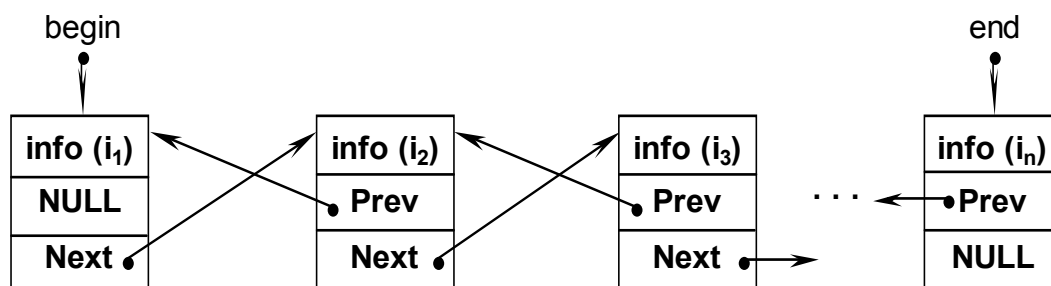 begin end
info (i1) info (i2) info (i3) info (in)
NULL Prev Prev . . . Prev
Next Next Next NULL